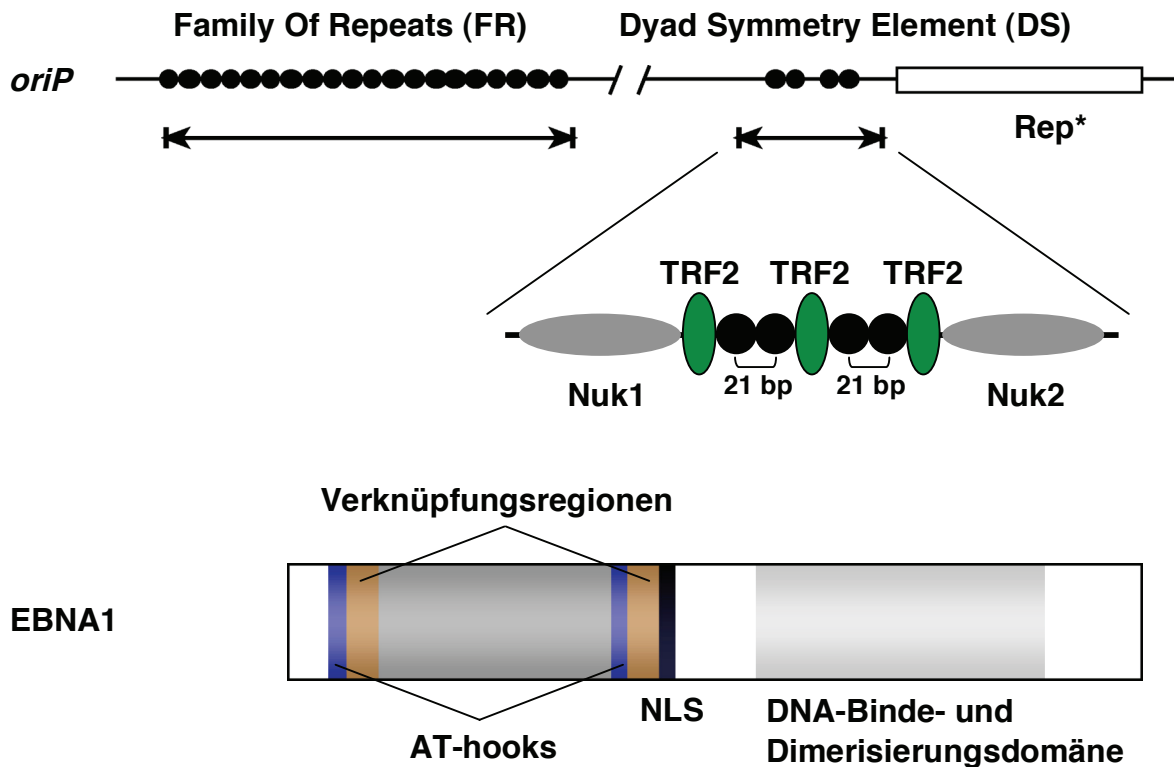 Family Of Repeats (FR)
Dyad Symmetry Element (DS)
oriP
Rep*
TRF2
TRF2
TRF2
21 bp
21 bp
Nuk1
Nuk2
Verknüpfungsregionen
EBNA1
NLS
DNA-Binde- und
Dimerisierungsdomäne
AT-hooks